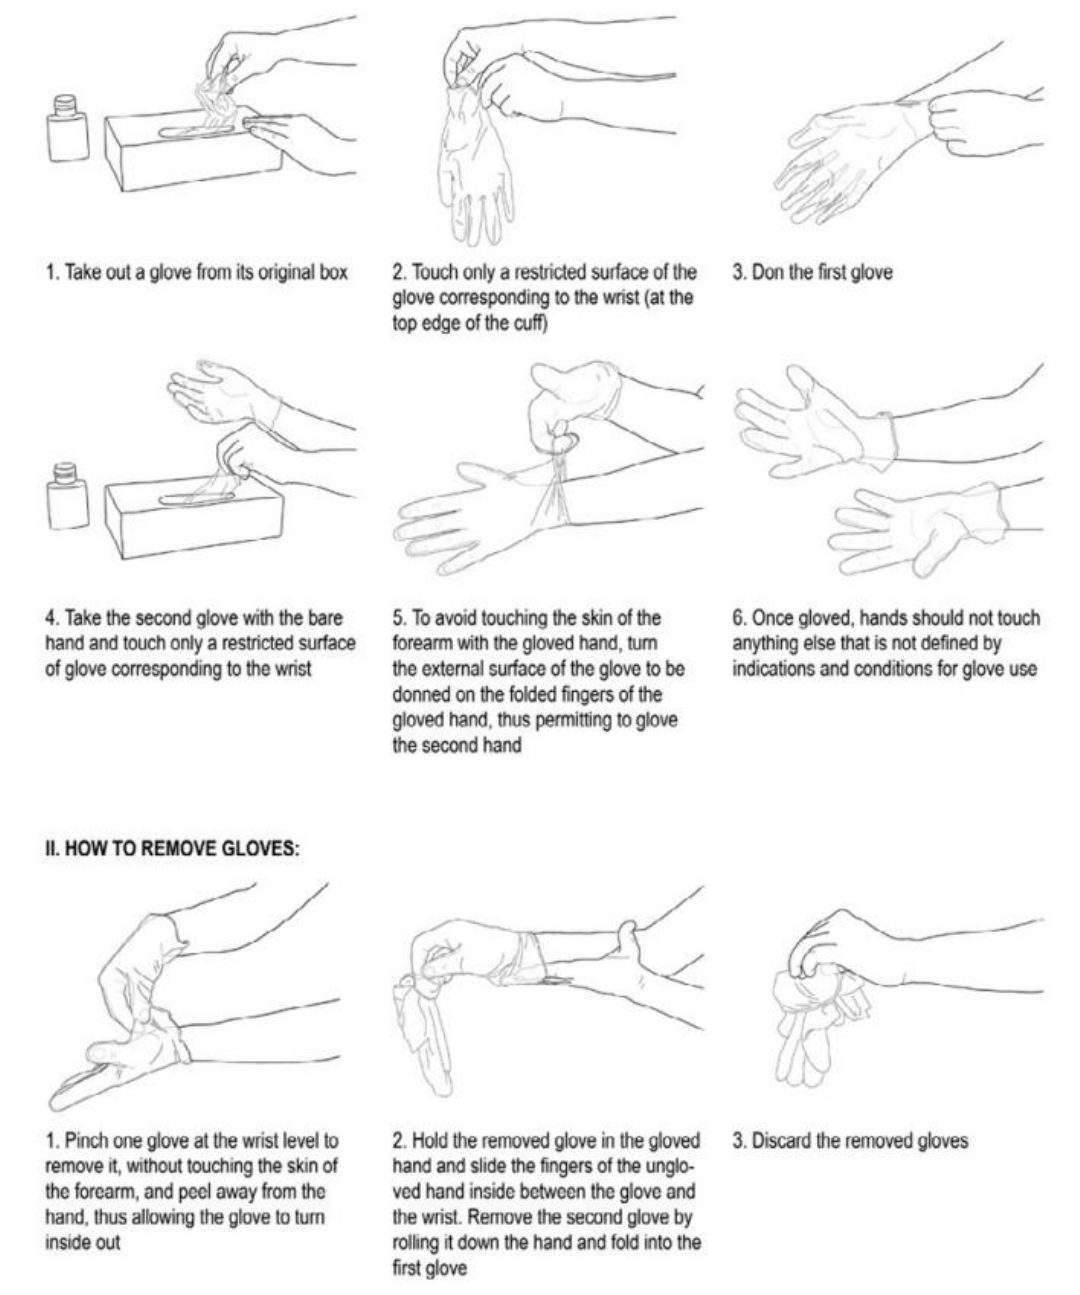 1. Take out a glove from its original box
2. Touch only a restricted surface of the
glove corresponding to the wrist (at the
top edge of the cuff)
3. Don the first glove
4. Take the second glove with the bare
hand and touch only a restricted surface
of glove corresponding to the wrist
5. To avoid touching the skin of the
forearm with the gloved hand, turn
the external surface of the glove to be
donned on the folded fingers of the
gloved hand, thus permitting to glove
the second hand
6. Once gloved, hands should not touch
anything else that is not defined by
indications and conditions for glove use
II. HOW TO REMOVE GLOVES:
1. Pinch one glove at the wrist level to
remove it, without touching the skin of
the forearm, and peel away from the
hand, thus allowing the glove to turn
inside out
2. Hold the removed glove in the gloved
hand and slide the fingers of the unglo-
ved hand inside between the glove and
the wrist. Remove the second glove by
rolling it down the hand and fold into the
first glove
3. Discard the removed gloves